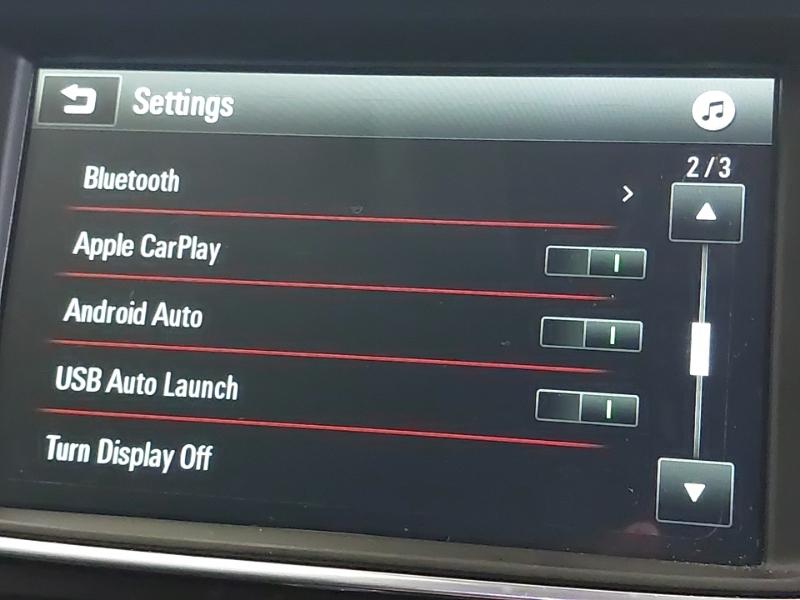 Settings
2/3
Bluetooth
Apple CarPlay
Android Auto
USB Auto Launch
Turn Display Off